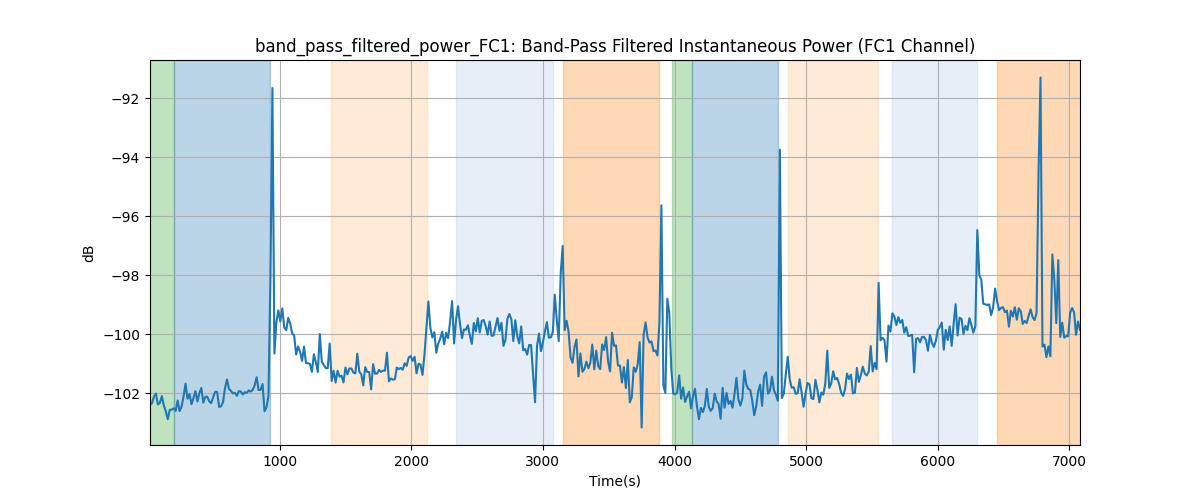 band_pass_filtered_power_FC1: Band-Pass Filtered Instantaneous Power (FC1 Channel)
−92
−94
−96
−98
−100
−102
dB
1000 2000 3000 4000 5000 6000 7000
Time(s)